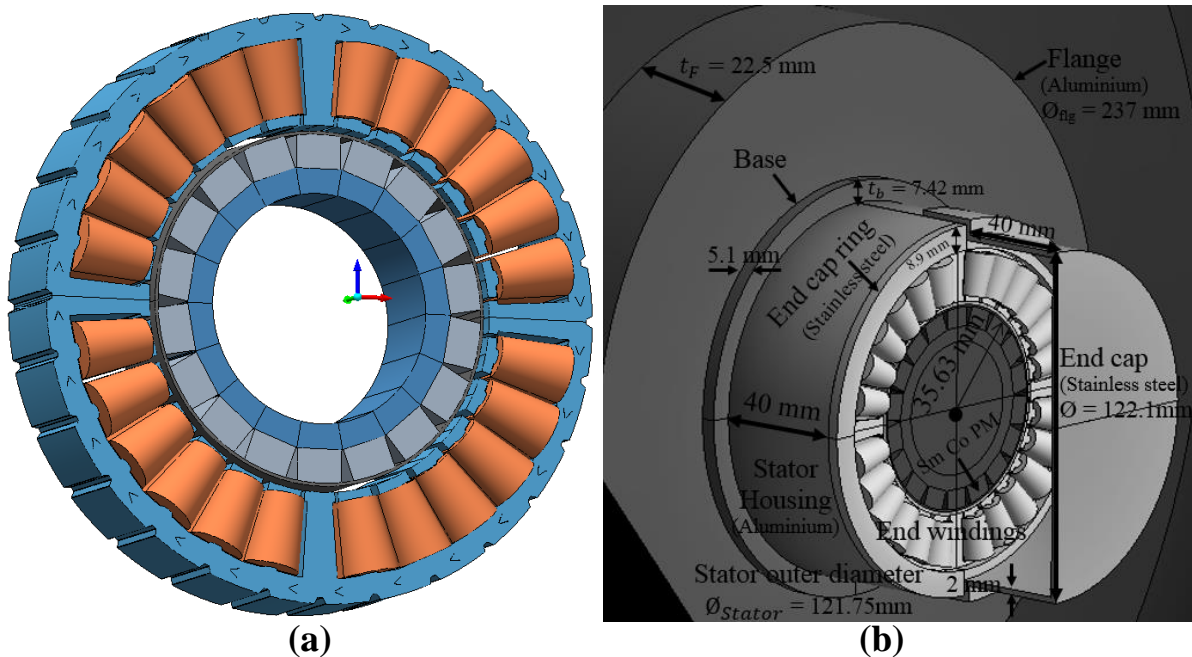 t_F = 22.5 mm
Flange
(Aluminium)
Ø_flg = 237 mm
Base
t_b = 7.42 mm
40 mm
5.1 mm
End cap ring
(Stainless steel)
8.9 mm
35.63 mm
End cap
(Stainless steel)
Ø = 122.1mm
40 mm
Sm Co PM
Stator
Housing
(Aluminium)
End windings
Stator outer diameter
2 mm
Ø_Stator = 121.75mm
(a)
(b)